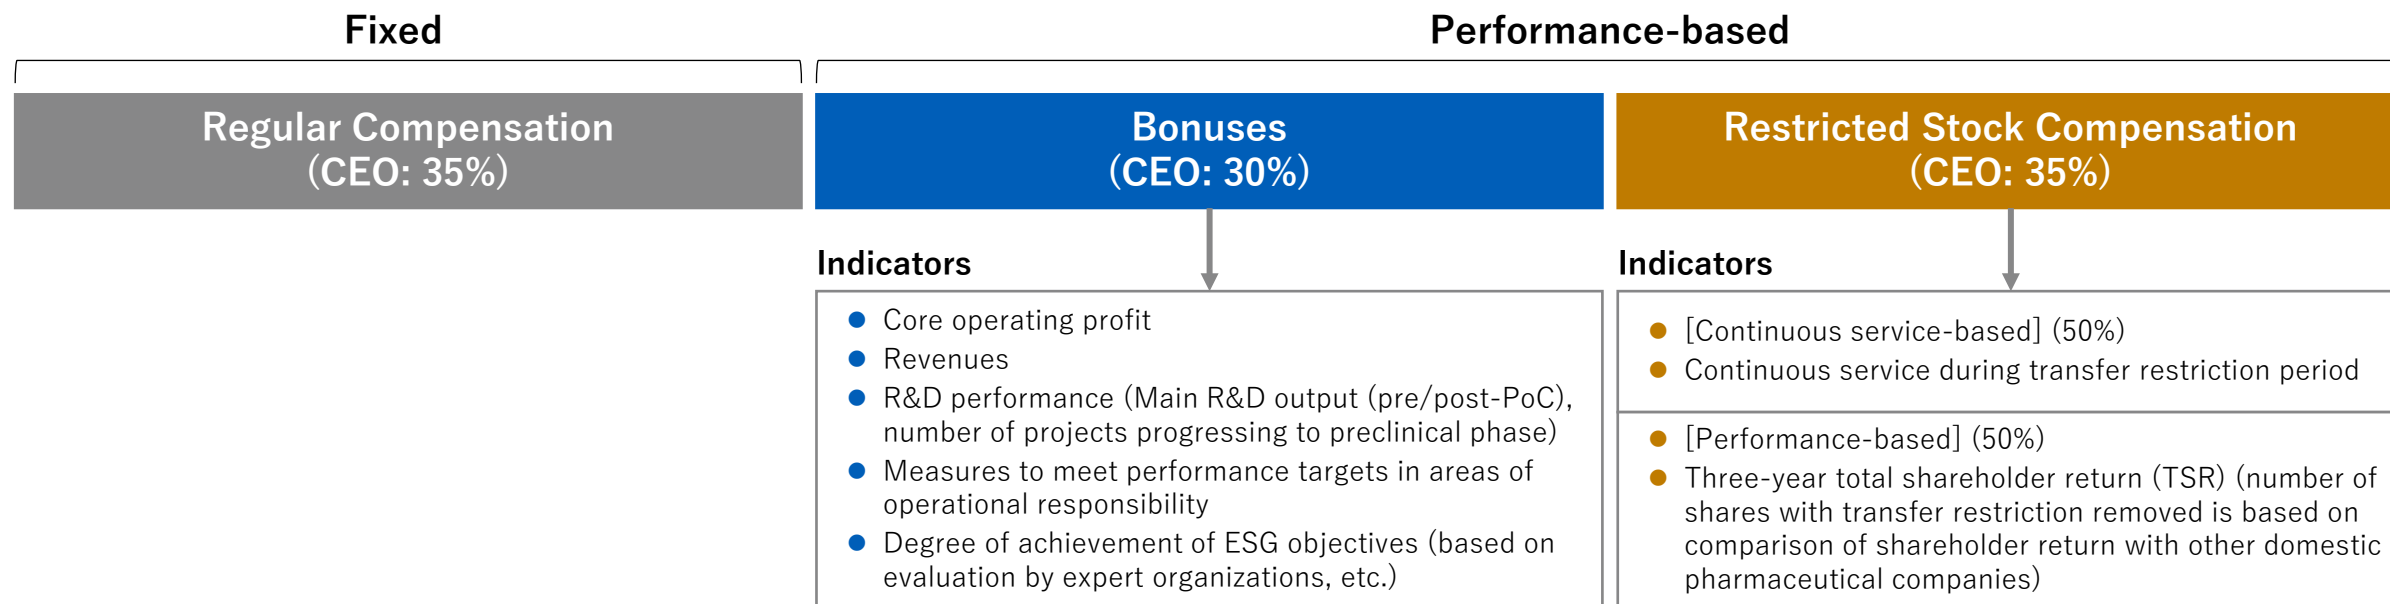 Fixed
Performance-based
Regular Compensation
(CEO: 35%)
Bonuses
(CEO: 30%)
Restricted Stock Compensation
(CEO: 35%)
Indicators
● Core operating profit
● Revenues
● R&D performance (Main R&D output (pre/post-PoC),
number of projects progressing to preclinical phase)
● Measures to meet performance targets in areas of
operational responsibility
● Degree of achievement of ESG objectives (based on
evaluation by expert organizations, etc.)
Indicators
● [Continuous service-based] (50%)
● Continuous service during transfer restriction period
● [Performance-based] (50%)
● Three-year total shareholder return (TSR) (number of
shares with transfer restriction removed is based on
comparison of shareholder return with other domestic
pharmaceutical companies)